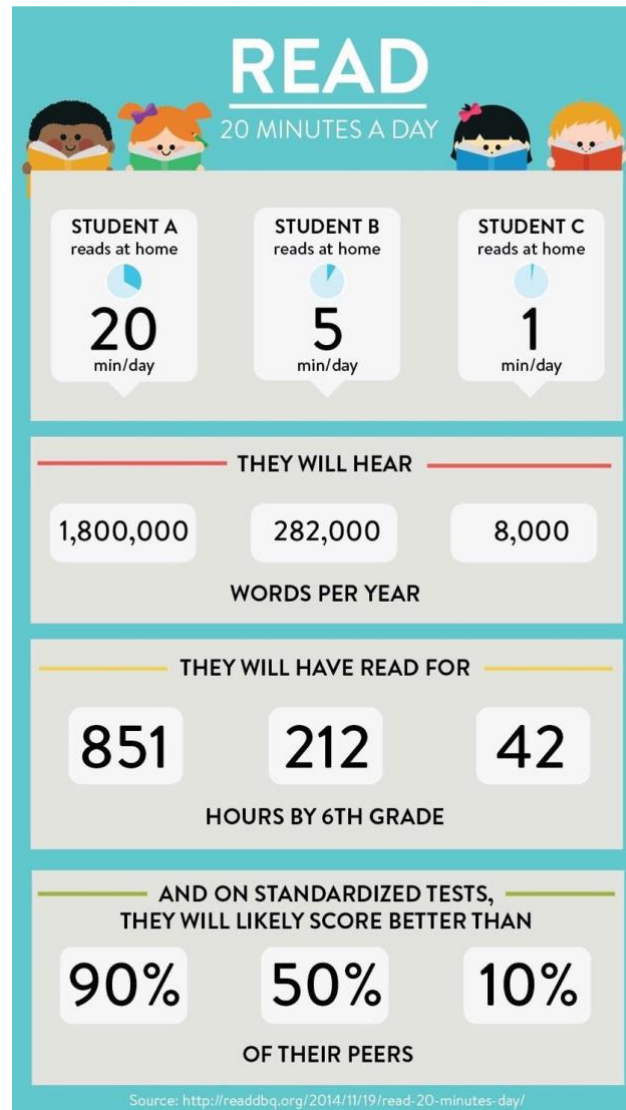 READ
20 MINUTES A DAY
STUDENT A
reads at home
20
min/day
STUDENT B
reads at home
5
min/day
STUDENT C
reads at home
1
min/day
THEY WILL HEAR
1,800,000 282,000 8,000
WORDS PER YEAR
THEY WILL HAVE READ FOR
851 212 42
HOURS BY 6TH GRADE
AND ON STANDARDIZED TESTS,
THEY WILL LIKELY SCORE BETTER THAN
90% 50% 10%
OF THEIR PEERS
Source: http://readdbq.org/2014/11/19/read-20-minutes-day/